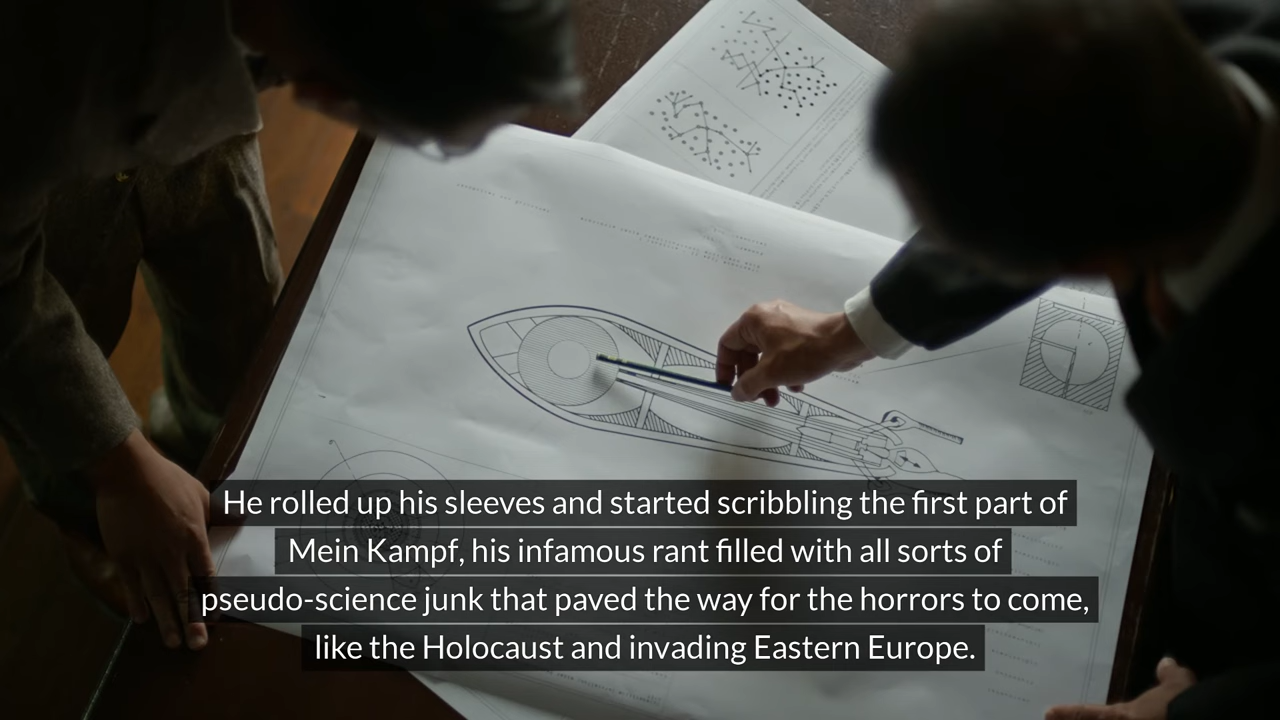 He rolled up his sleeves and started scribbling the first part of
Mein Kampf, his infamous rant filled with all sorts of
pseudo-science junk that paved the way for the horrors to come,
like the Holocaust and invading Eastern Europe.